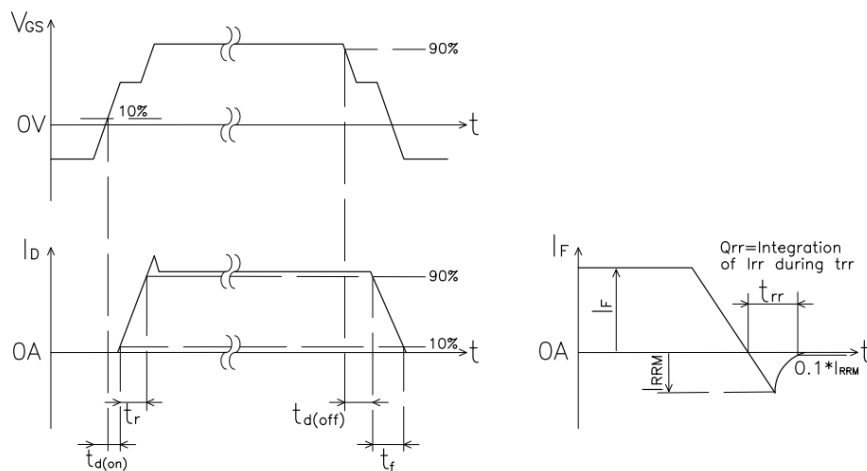 VGS
90%
10%
0V
t
ID
90%
0A
10%
t
tr
td(off)
td(on)
tf
IF
Qrr=Integration
of Irr during trr
trr
IF
0A
t
IRRM
0.1*IRRM